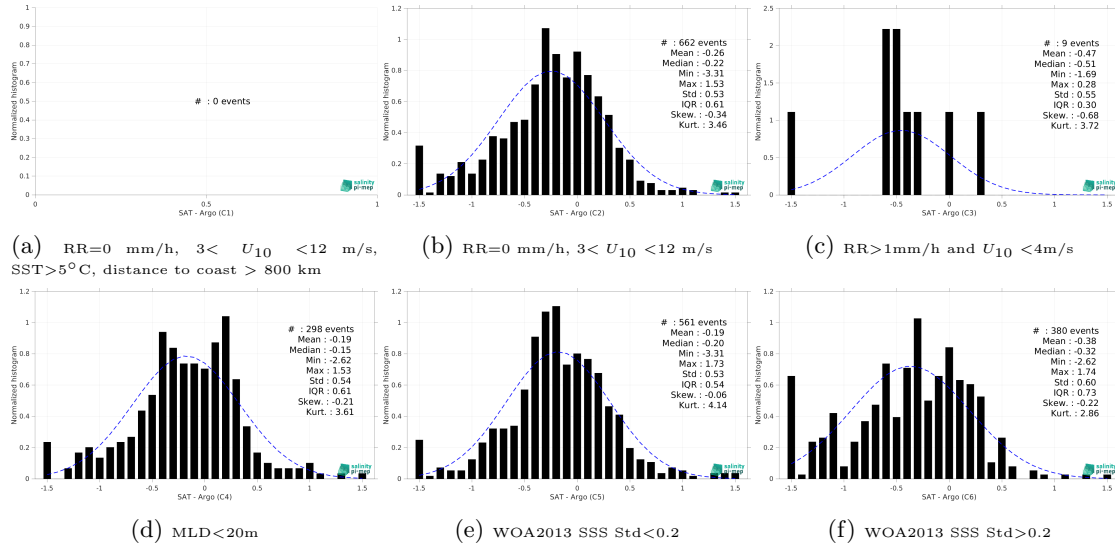 Normalized histogram
1
0.9
0.8
0.7
0.6
0.5
0.4
0.3
0.2
0.1
0
# : 0 events
salinity
pi-mep
0 0.5 1
SAT - Argo (C1)
(a) RR=0 mm/h, 3< U10 <12 m/s,
SST>5°C, distance to coast > 800 km
Normalized histogram
1.2
1
0.8
0.6
0.4
0.2
0
# : 662 events
Mean : -0.26
Median : -0.22
Min : -3.31
Max : 1.53
Std : 0.53
IQR : 0.61
Skew. : -0.34
Kurt. : 3.46
salinity
pi-mep
-1.5 -1 -0.5 0 0.5 1 1.5
SAT - Argo (C2)
(b) RR=0 mm/h, 3< U10 <12 m/s
Normalized histogram
2.5
2
1.5
1
0.5
0
# : 9 events
Mean : -0.47
Median : -0.51
Min : -1.69
Max : 0.28
Std : 0.55
IQR : 0.30
Skew. : -0.68
Kurt. : 3.72
salinity
pi-mep
-1.5 -1 -0.5 0 0.5 1 1.5
SAT - Argo (C3)
(c) RR>1mm/h and U10 <4m/s
Normalized histogram
1.2
1
0.8
0.6
0.4
0.2
0
# : 298 events
Mean : -0.19
Median : -0.15
Min : -2.62
Max : 1.53
Std : 0.54
IQR : 0.61
Skew. : -0.21
Kurt. : 3.61
salinity
pi-mep
-1.5 -1 -0.5 0 0.5 1 1.5
SAT - Argo (C4)
(d) MLD<20m
Normalized histogram
1.2
1
0.8
0.6
0.4
0.2
0
# : 561 events
Mean : -0.19
Median : -0.20
Min : -3.31
Max : 1.73
Std : 0.53
IQR : 0.54
Skew. : -0.06
Kurt. : 4.14
salinity
pi-mep
-1.5 -1 -0.5 0 0.5 1 1.5
SAT - Argo (C5)
(e) WOA2013 SSS Std<0.2
Normalized histogram
1.2
1
0.8
0.6
0.4
0.2
0
# : 380 events
Mean : -0.38
Median : -0.32
Min : -2.62
Max : 1.74
Std : 0.60
IQR : 0.73
Skew. : -0.22
Kurt. : 2.86
salinity
pi-mep
-1.5 -1 -0.5 0 0.5 1 1.5
SAT - Argo (C6)
(f) WOA2013 SSS Std>0.2